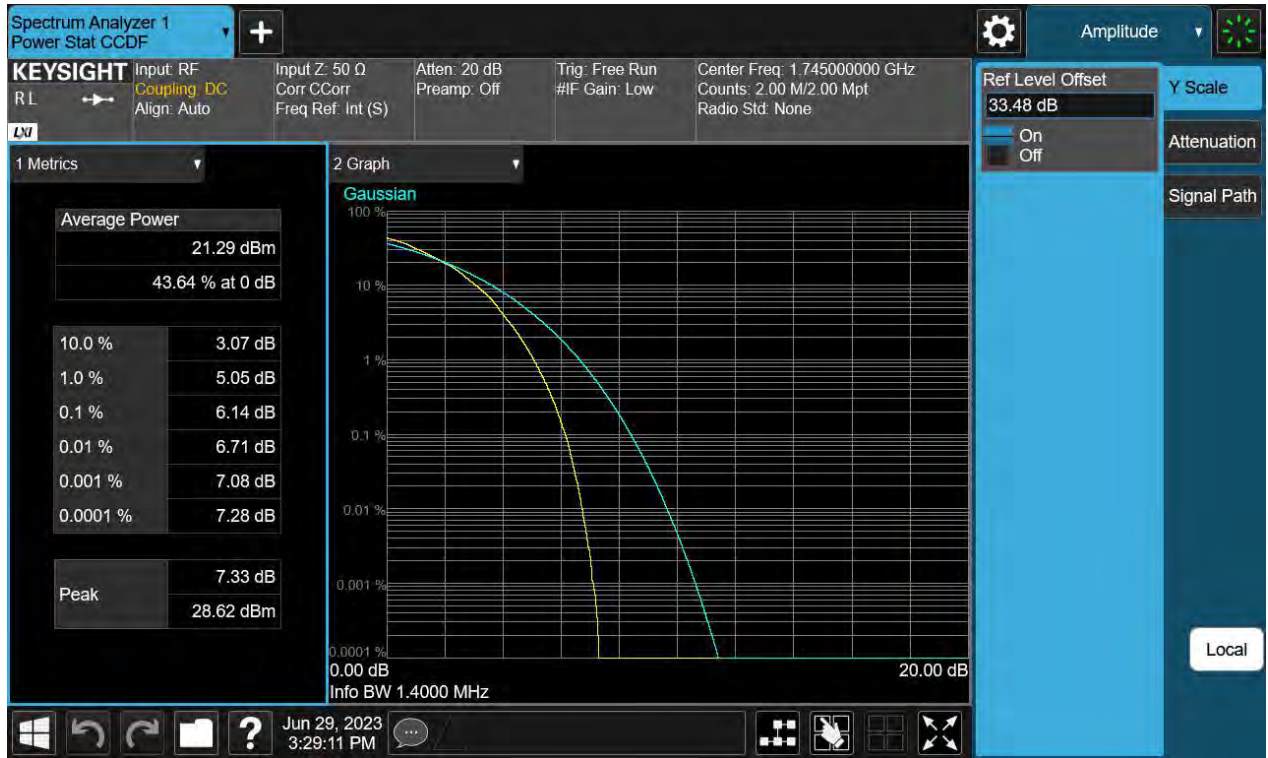 Spectrum Analyzer 1
Power Stat CCDF
+
Amplitude
KEYSIGHT
RL
LXI
Input: RF
Coupling: DC
Align: Auto
Input Z: 50 Ω
Corr CCorr
Freq Ref: Int (S)
Atten: 20 dB
Preamp: Off
Trig: Free Run
#IF Gain: Low
Center Freq: 1.745000000 GHz
Counts: 2.00 M/2.00 Mpt
Radio Std: None
Ref Level Offset
33.48 dB
On
Off
Y Scale
Attenuation
Signal Path
Local
1 Metrics
Average Power
21.29 dBm
43.64 % at 0 dB
10.0 % 3.07 dB
1.0 % 5.05 dB
0.1 % 6.14 dB
0.01 % 6.71 dB
0.001 % 7.08 dB
0.0001 % 7.28 dB
Peak
7.33 dB
28.62 dBm
2 Graph
Gaussian
100 %
10 %
1 %
0.1 %
0.01 %
0.001 %
0.0001 %
0.00 dB 20.00 dB
Info BW 1.4000 MHz
?
Jun 29, 2023
3:29:11 PM